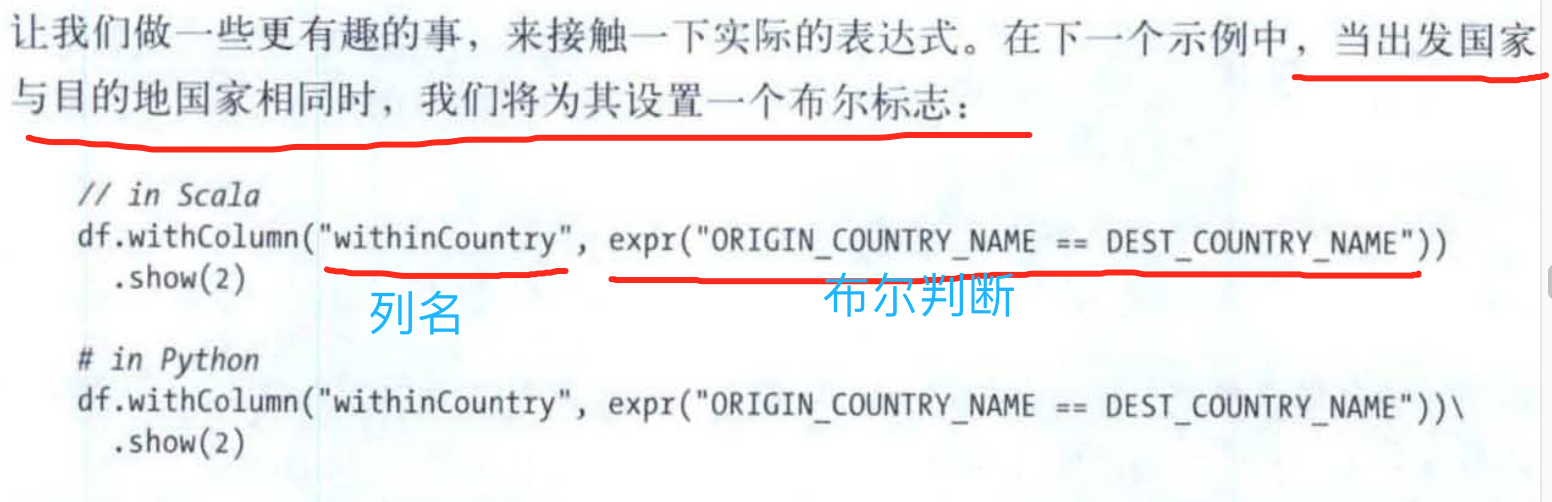 让我们做一些更有趣的事，来接触一下实际的表达式。在下一个示例中，当出发国家
与目的地国家相同时，我们将为其设置一个布尔标志：
// in Scala
df.withColumn("withinCountry", expr("ORIGIN_COUNTRY_NAME == DEST_COUNTRY_NAME"))
.show(2)
列名
布尔判断
# in Python
df.withColumn("withinCountry", expr("ORIGIN_COUNTRY_NAME == DEST_COUNTRY_NAME"))\
.show(2)